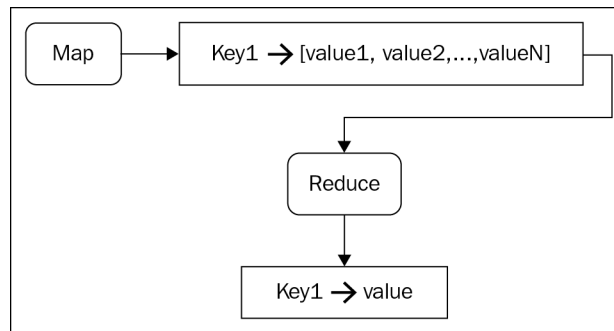 Map
Key1 → [value1, value2,...,valueN]
Reduce
Key1 → value